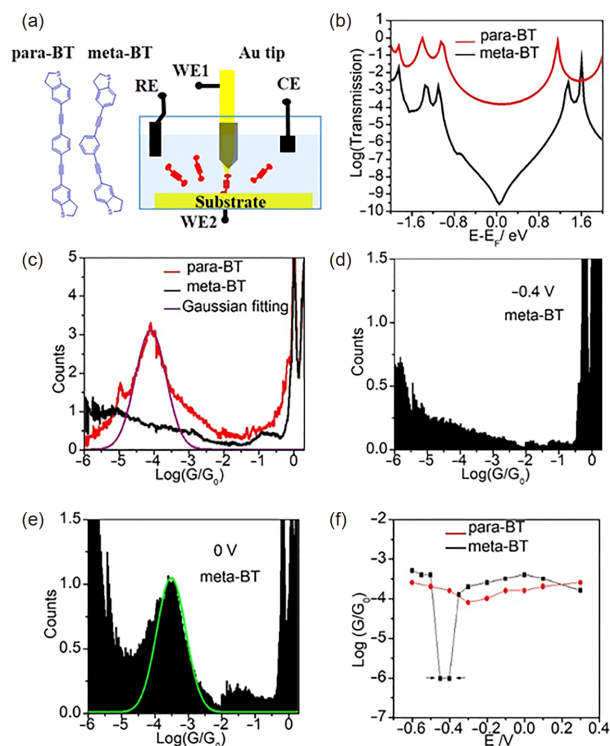 (a)
para-BT meta-BT
S
S
S
S
Au tip
WE1
RE
CE
Substrate
WE2
(b)
para-BT
meta-BT
Log(Transmission)
0
-1
-2
-3
-4
-5
-6
-7
-8
-9
-10
-1.6 -0.8 0.0 0.8 1.6
E-EF/ eV
(c)
para-BT
meta-BT
Gaussian fitting
Counts
5
4
3
2
1
0
-6 -5 -4 -3 -2 -1 0
Log(G/G0)
(d)
−0.4 V
meta-BT
Counts
1.5
1.0
0.5
0.0
-6 -5 -4 -3 -2 -1 0
Log(G/G0)
(e)
0 V
meta-BT
Counts
1.5
1.0
0.5
0.0
-6 -5 -4 -3 -2 -1 0
Log(G/G0)
(f)
para-BT
meta-BT
Log (G/G0)
-2
-3
-4
-5
-6
-7
-0.6 -0.4 -0.2 0.0 0.2 0.4
E /V